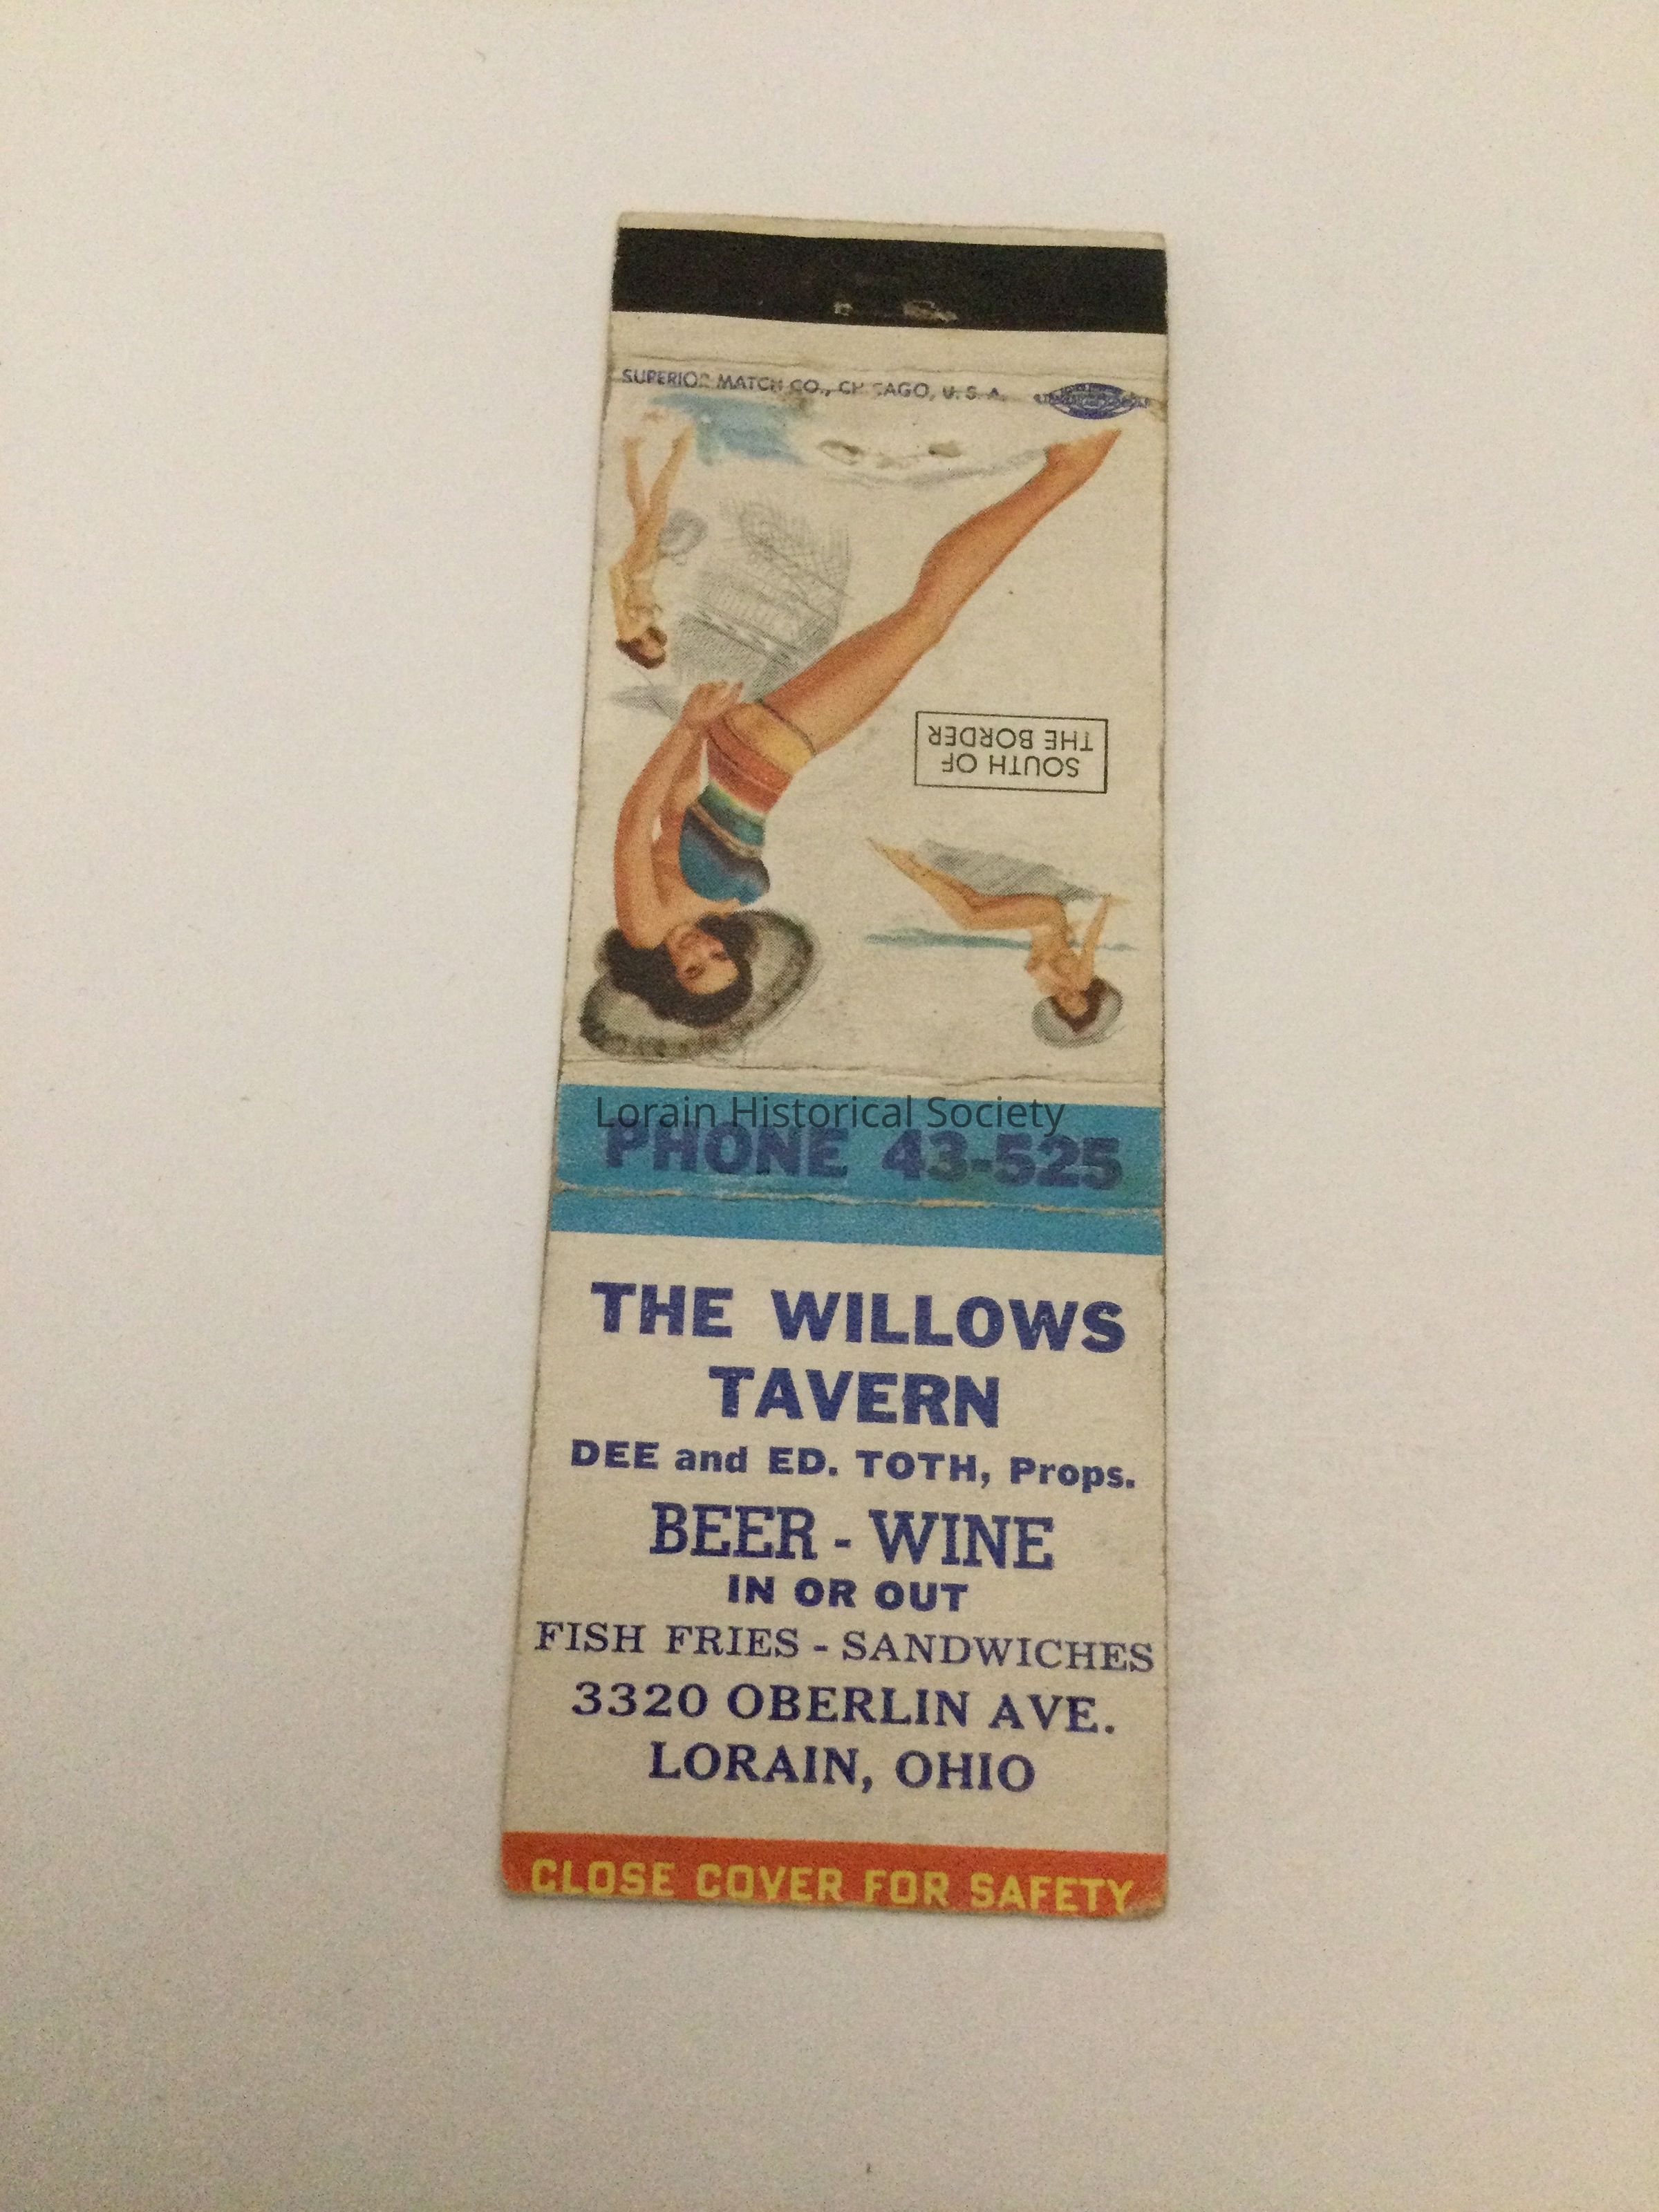 SUPERIOR MATCH CO., CHICAGO, U. S. A.
SOUTH OF
THE BORDER
Lorain Historical Society
PHONE 43-525
THE WILLOWS
TAVERN
DEE and ED. TOTH, Props.
BEER - WINE
IN OR OUT
FISH FRIES - SANDWICHES
3320 OBERLIN AVE.
LORAIN, OHIO
CLOSE COVER FOR SAFETY